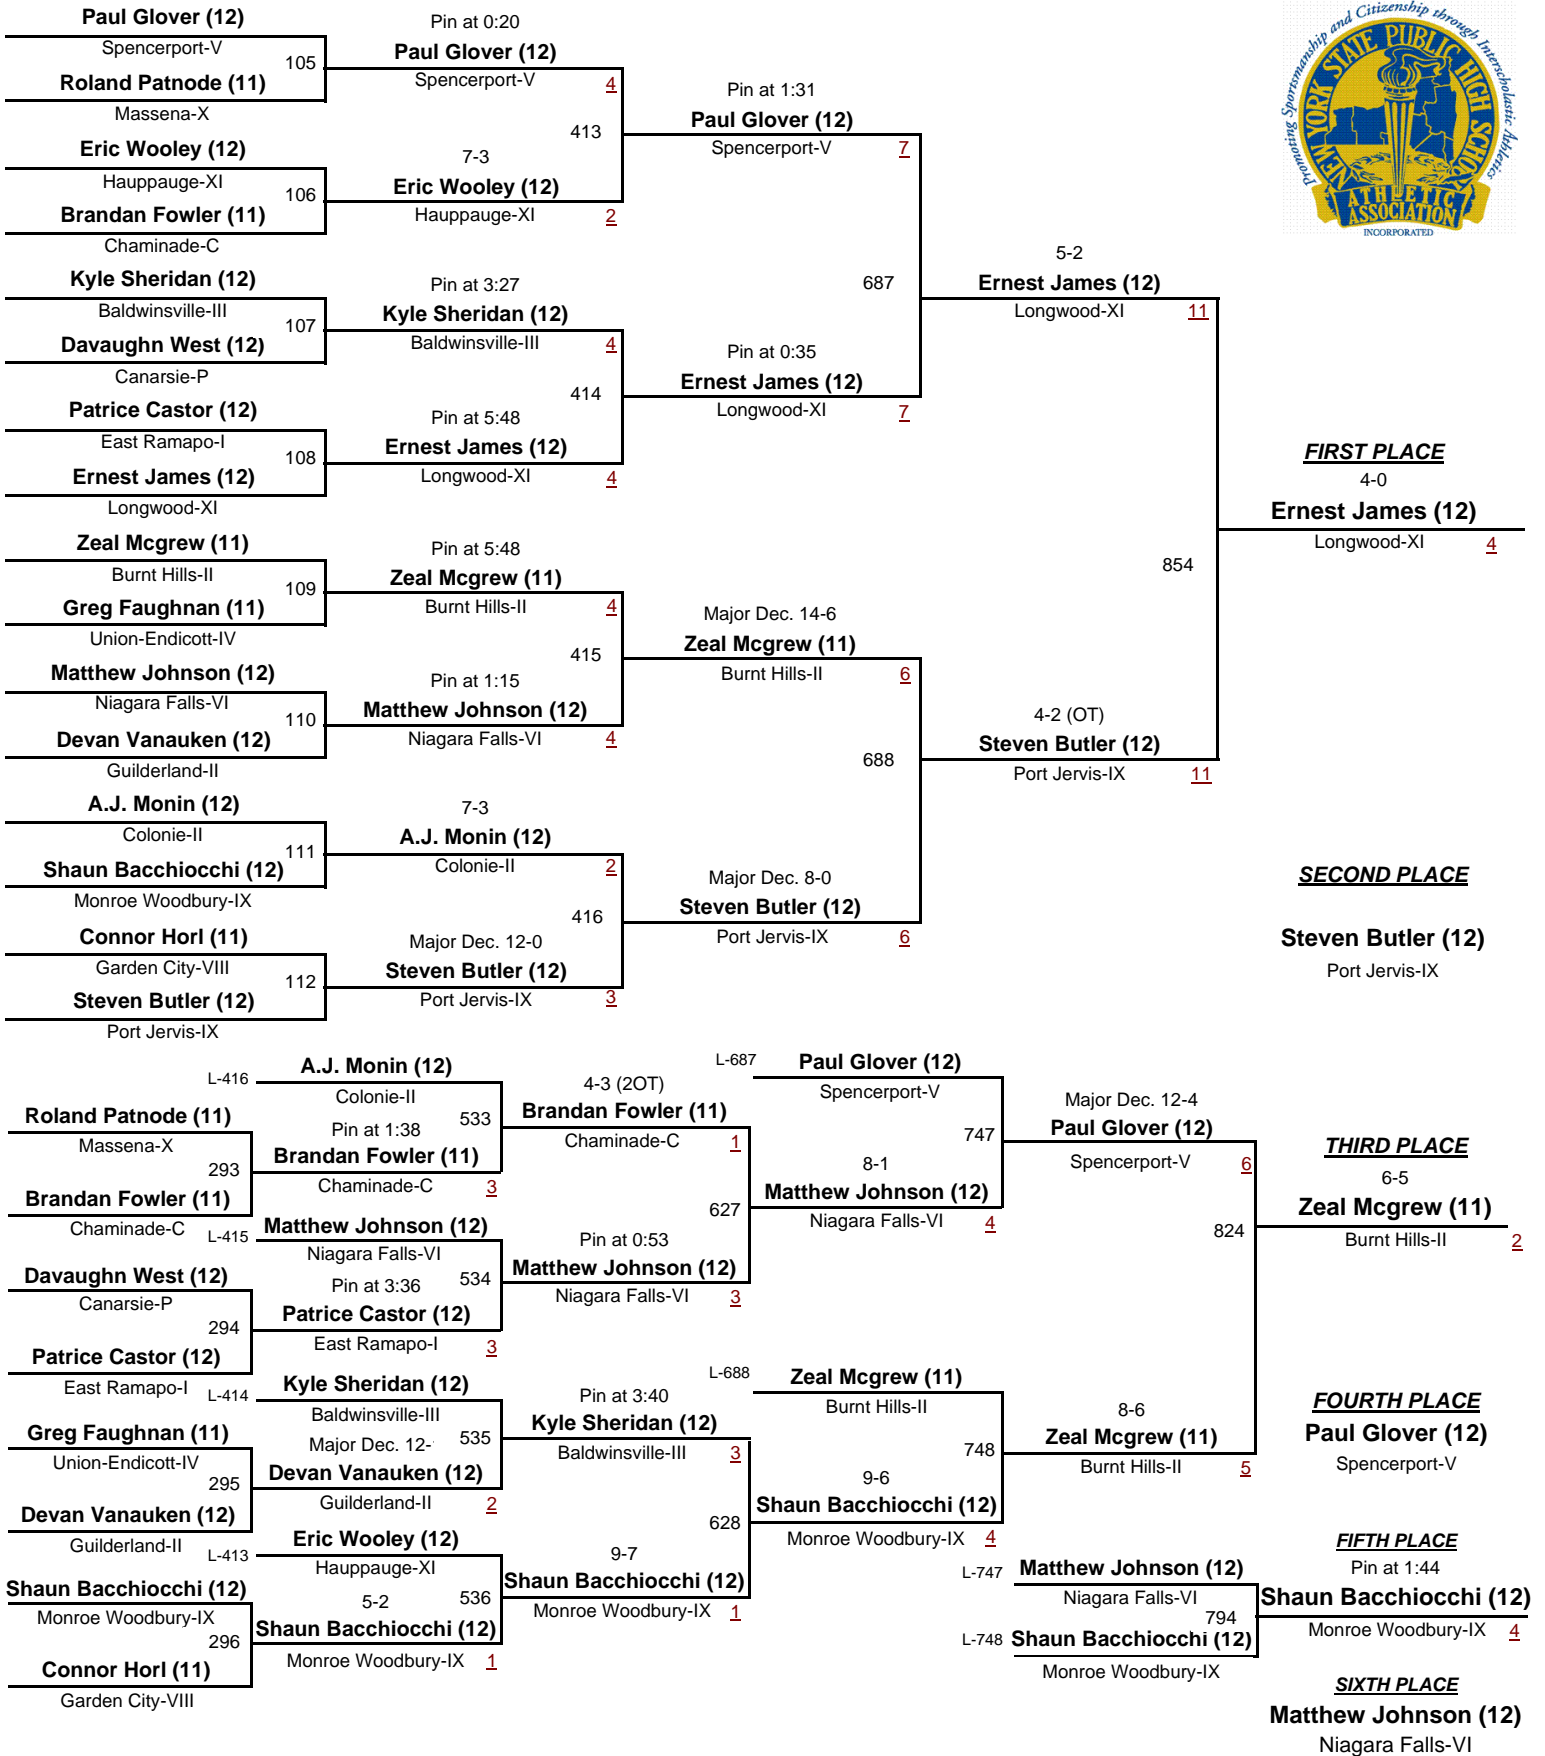 Paul Glover (12)
Spencerport-V
105
Roland Patnode (11)
Massena-X
Eric Wooley (12)
Hauppauge-XI
106
Brandan Fowler (11)
Chaminade-C
Kyle Sheridan (12)
Baldwinsville-III
107
Davaughn West (12)
Canarsie-P
Patrice Castor (12)
East Ramapo-I
108
Ernest James (12)
Longwood-XI
Zeal Mcgrew (11)
Burnt Hills-II
109
Greg Faughnan (11)
Union-Endicott-IV
Matthew Johnson (12)
Niagara Falls-VI
110
Devan Vanauken (12)
Guilderland-II
A.J. Monin (12)
Colonie-II
111
Shaun Bacchiocchi (12)
Monroe Woodbury-IX
Connor Horl (11)
Garden City-VIII
112
Steven Butler (12)
Port Jervis-IX
Pin at 0:20
Paul Glover (12)
Spencerport-V 4
413
7-3
Eric Wooley (12)
Hauppauge-XI 2
Pin at 3:27
Kyle Sheridan (12)
Baldwinsville-III 4
414
Pin at 5:48
Ernest James (12)
Longwood-XI 4
Pin at 5:48
Zeal Mcgrew (11)
Burnt Hills-II 4
415
Pin at 1:15
Matthew Johnson (12)
Niagara Falls-VI 4
7-3
A.J. Monin (12)
Colonie-II 2
416
Major Dec. 12-0
Steven Butler (12)
Port Jervis-IX 3
Pin at 1:31
Paul Glover (12)
Spencerport-V 7
687
Pin at 0:35
Ernest James (12)
Longwood-XI 7
Major Dec. 14-6
Zeal Mcgrew (11)
Burnt Hills-II 6
688
Major Dec. 8-0
Steven Butler (12)
Port Jervis-IX 6
5-2
Ernest James (12)
Longwood-XI 11
854
4-2 (OT)
Steven Butler (12)
Port Jervis-IX 11
Promoting Sportsmanship and Citizenship through Interscholastic Athletics
NEW YORK STATE PUBLIC HIGH SCHOOL
ATHLETIC
ASSOCIATION
INCORPORATED
FIRST PLACE
4-0
Ernest James (12)
Longwood-XI 4
SECOND PLACE
Steven Butler (12)
Port Jervis-IX
Roland Patnode (11)
Massena-X
293
Brandan Fowler (11)
Chaminade-C
Davaughn West (12)
Canarsie-P
294
Patrice Castor (12)
East Ramapo-I
Greg Faughnan (11)
Union-Endicott-IV
295
Devan Vanauken (12)
Guilderland-II
Shaun Bacchiocchi (12)
Monroe Woodbury-IX
296
Connor Horl (11)
Garden City-VIII
L-416 A.J. Monin (12)
Colonie-II
533
Pin at 1:38
Brandan Fowler (11)
Chaminade-C 3
L-415 Matthew Johnson (12)
Niagara Falls-VI
534
Pin at 3:36
Patrice Castor (12)
East Ramapo-I 3
L-414 Kyle Sheridan (12)
Baldwinsville-III
535
Major Dec. 12-
Devan Vanauken (12)
Guilderland-II 2
L-413 Eric Wooley (12)
Hauppauge-XI
536
5-2
Shaun Bacchiocchi (12)
Monroe Woodbury-IX 1
4-3 (2OT)
Brandan Fowler (11)
Chaminade-C 1
627
Pin at 0:53
Matthew Johnson (12)
Niagara Falls-VI 3
Pin at 3:40
Kyle Sheridan (12)
Baldwinsville-III 3
628
9-7
Shaun Bacchiocchi (12)
Monroe Woodbury-IX 1
L-687 Paul Glover (12)
Spencerport-V
747
8-1
Matthew Johnson (12)
Niagara Falls-VI 4
L-688 Zeal Mcgrew (11)
Burnt Hills-II
748
9-6
Shaun Bacchiocchi (12)
Monroe Woodbury-IX 4
Major Dec. 12-4
Paul Glover (12)
Spencerport-V 6
824
8-6
Zeal Mcgrew (11)
Burnt Hills-II 5
THIRD PLACE
6-5
Zeal Mcgrew (11)
Burnt Hills-II 2
FOURTH PLACE
Paul Glover (12)
Spencerport-V
L-747 Matthew Johnson (12)
Niagara Falls-VI
794
L-748 Shaun Bacchiocchi (12)
Monroe Woodbury-IX
FIFTH PLACE
Pin at 1:44
Shaun Bacchiocchi (12)
Monroe Woodbury-IX 4
SIXTH PLACE
Matthew Johnson (12)
Niagara Falls-VI